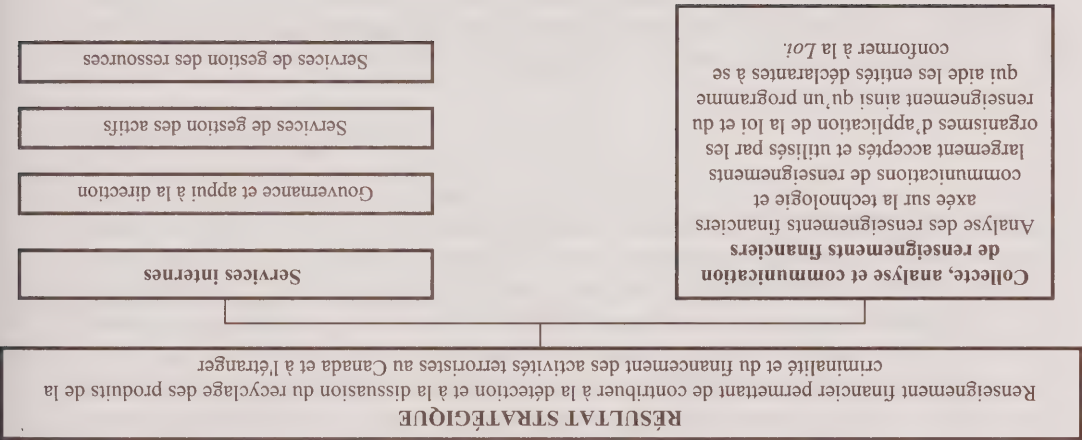 RÉSULTAT STRATÉGIQUE
Renseignement financier permettant de contribuer à la détection et à la dissuasion du recyclage des produits de la
criminalité et du financement des activités terroristes au Canada et à l'étranger
Collecte, analyse et communication
de renseignements financiers
Analyse des renseignements financiers
axée sur la technologie et
communications de renseignements
largement acceptés et utilisés par les
organismes d'application de la loi et du
renseignement ainsi qu'un programme
qui aide les entités déclarantes à se
conformer à la Loi.
Services internes
Gouvernance et appui à la direction
Services de gestion des actifs
Services de gestion des ressources